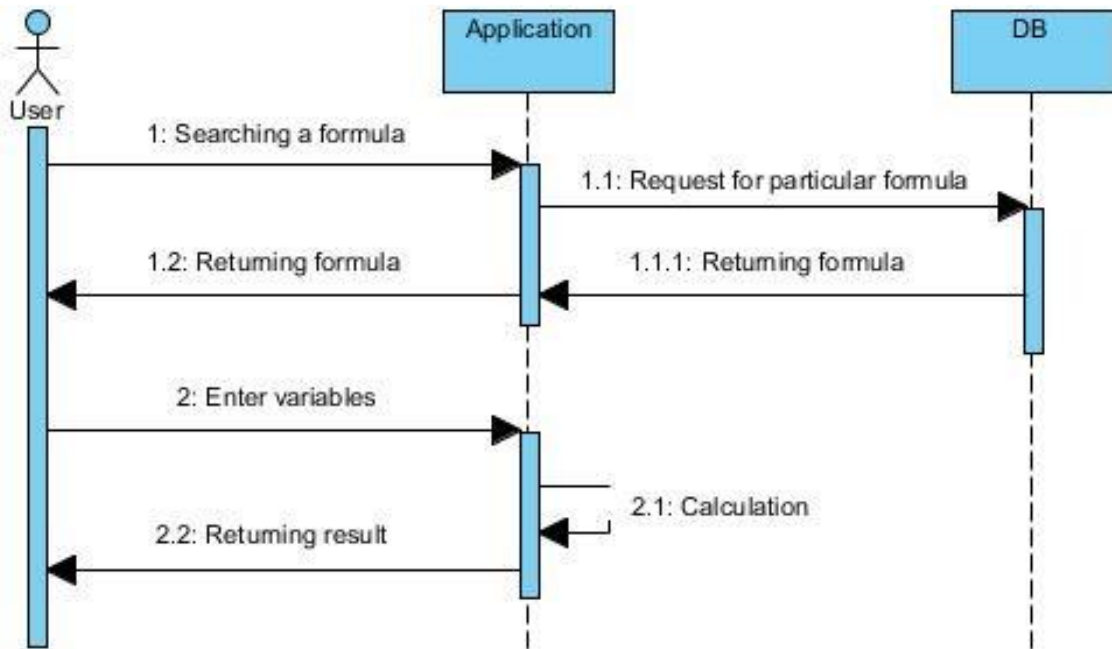 Application
DB
User
1: Searching a formula
1.1: Request for particular formula
1.2: Returning formula
1.1.1: Returning formula
2: Enter variables
2.1: Calculation
2.2: Returning result